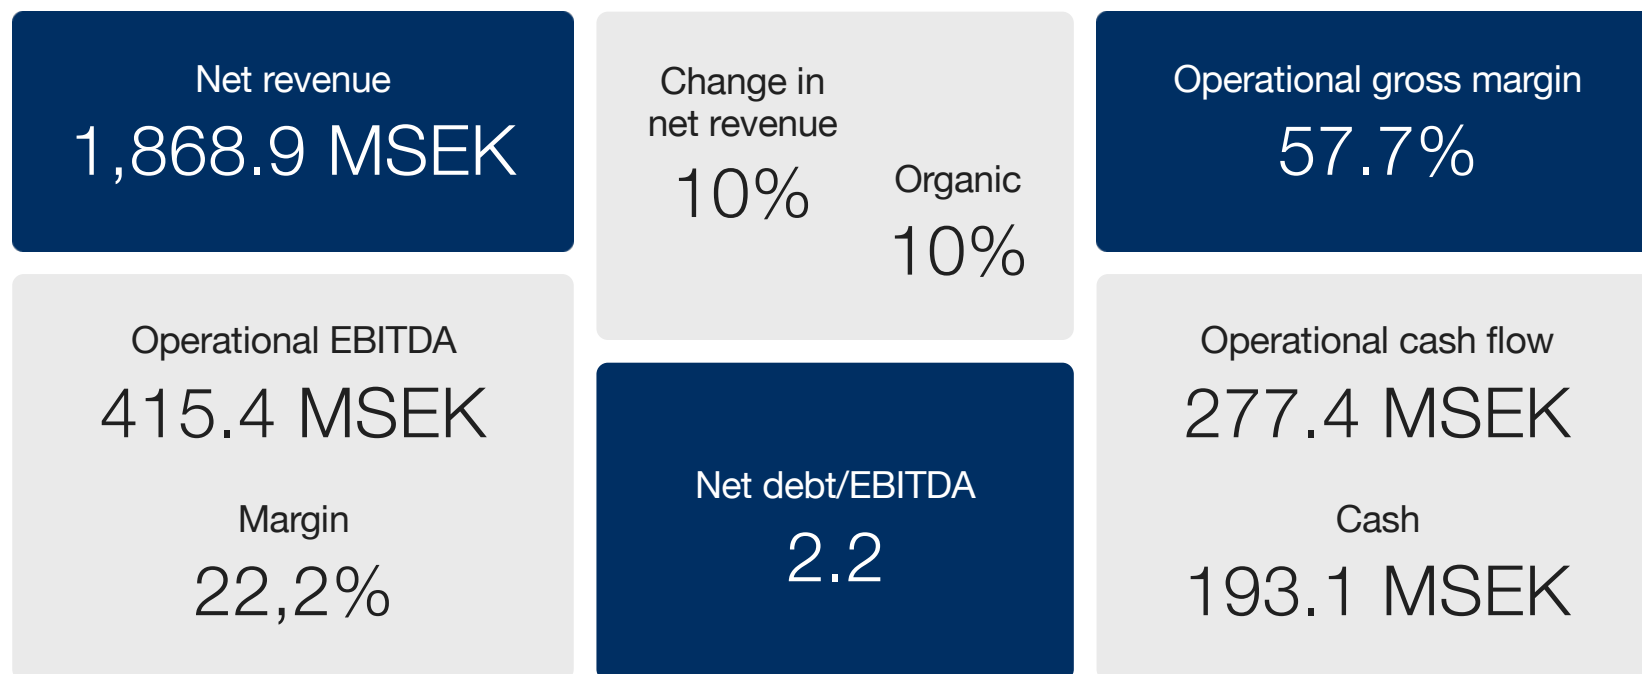 Net revenue
1,868.9 MSEK
Change in
net revenue
10%
Organic
10%
Operational gross margin
57.7%
Operational EBITDA
415.4 MSEK
Margin
22,2%
Net debt/EBITDA
2.2
Operational cash flow
277.4 MSEK
Cash
193.1 MSEK